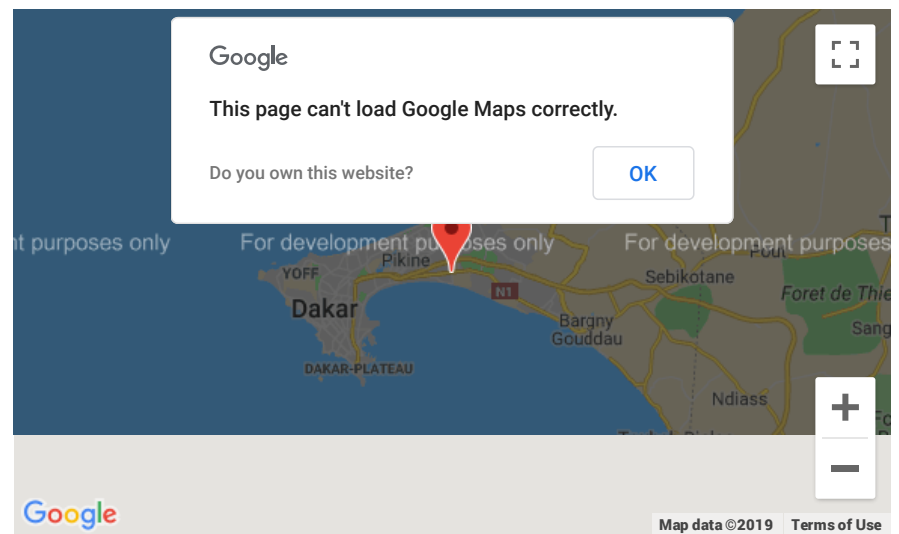 Google
This page can't load Google Maps correctly.
Do you own this website?
OK
nt purposes only
For development purposes only
For development purposes
Pout
Pikine
YOFF
Sebikotane
N1
Foret de Thie
Dakar
Bargny
Gouddau
Sang
DAKAR-PLATEAU
Ndiass
Google
Map data ©2019
Terms of Use